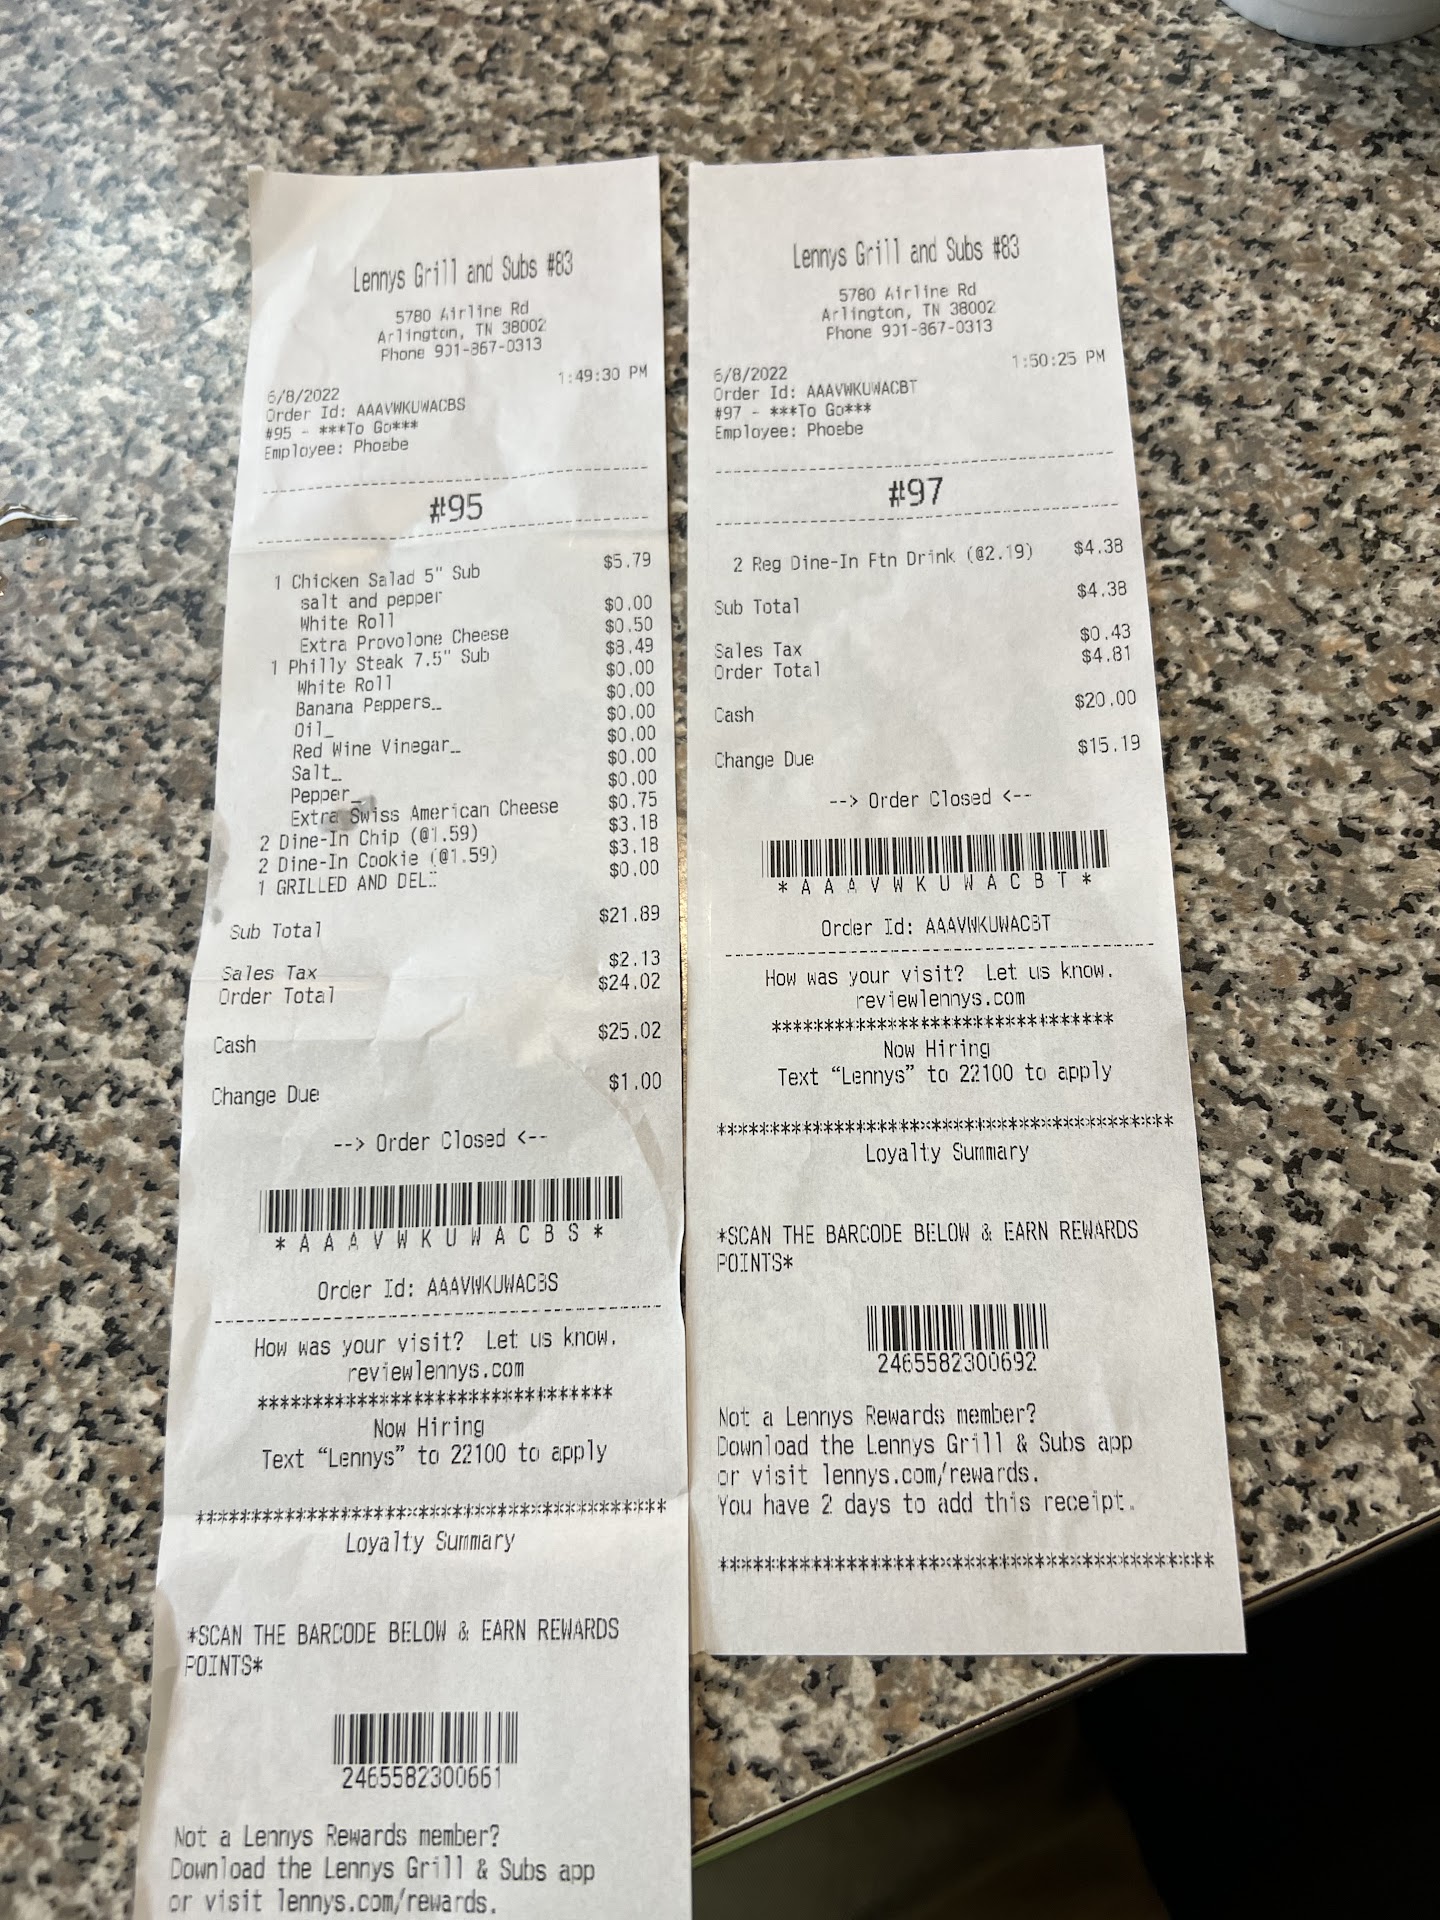 Lennys Grill and Subs #83
5780 Airline Rd
Arlington, TN 38002
Phone 901-867-0313
1:49:30 PM
6/8/2022
Order Id: AAAVWKUWACBS
#95 - ***To Go***
Employee: Phoebe
#95
1 Chicken Salad 5" Sub $5.79
salt and pepper
White Roll $0.00
Extra Provolone Cheese $0.50
1 Philly Steak 7.5" Sub $8.49
White Roll $0.00
Banana Peppers_ $0.00
Oil_ $0.00
Red Wine Vinegar_ $0.00
Salt_ $0.00
Pepper_ $0.00
Extra Swiss American Cheese $0.75
2 Dine-In Chip (@1.59) $3.18
2 Dine-In Cookie (@1.59) $3.18
1 GRILLED AND DELI $0.00
Sub Total $21.89
Sales Tax $2.13
Order Total $24.02
Cash $25.02
Change Due $1.00
--> Order Closed <--
*AAAVWKUWACBS*
Order Id: AAAVWKUWACBS
How was your visit? Let us know.
reviewlennys.com
*******************************
Now Hiring
Text “Lennys” to 22100 to apply
******************************************
Loyalty Summary
*SCAN THE BARCODE BELOW & EARN REWARDS
POINTS*
2465582300661
Not a Lennys Rewards member?
Download the Lennys Grill & Subs app
or visit lennys.com/rewards.
Lennys Grill and Subs #83
5780 Airline Rd
Arlington, TN 38002
Phone 901-867-0313
1:50:25 PM
6/8/2022
Order Id: AAAVWKUWACBT
#97 - ***To Go***
Employee: Phoebe
#97
2 Reg Dine-In Ftn Drink (@2.19) $4.38
Sub Total $4.38
Sales Tax $0.43
Order Total $4.81
Cash $20.00
Change Due $15.19
--> Order Closed <--
*AAAVWKUWACBT*
Order Id: AAAVWKUWACBT
How was your visit? Let us know.
reviewlennys.com
*******************************
Now Hiring
Text “Lennys” to 22100 to apply
******************************************
Loyalty Summary
*SCAN THE BARCODE BELOW & EARN REWARDS
POINTS*
2465582300692
Not a Lennys Rewards member?
Download the Lennys Grill & Subs app
or visit lennys.com/rewards.
You have 2 days to add this receipt.
******************************************